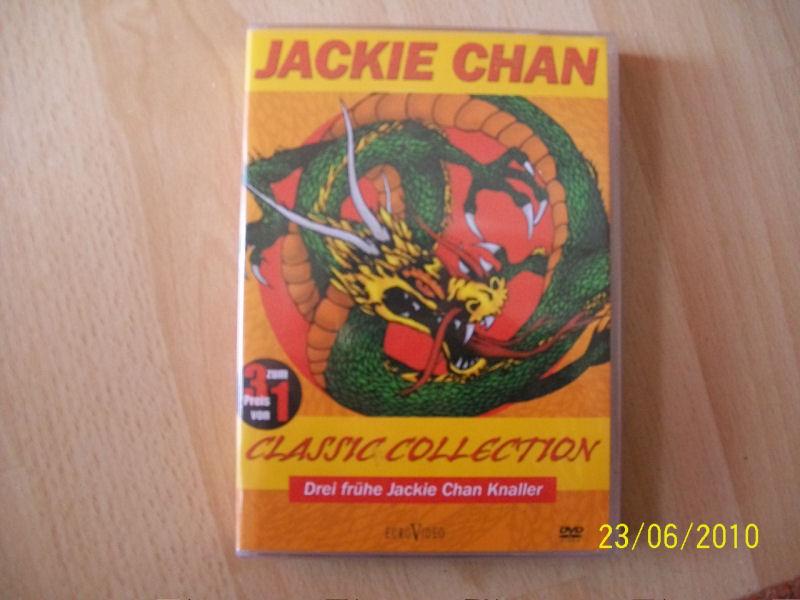 JACKIE CHAN
3 zum
Preis
von 1
CLASSIC COLLECTION
Drei frühe Jackie Chan Knaller
EUROVIDEO
DVD
23/06/2010